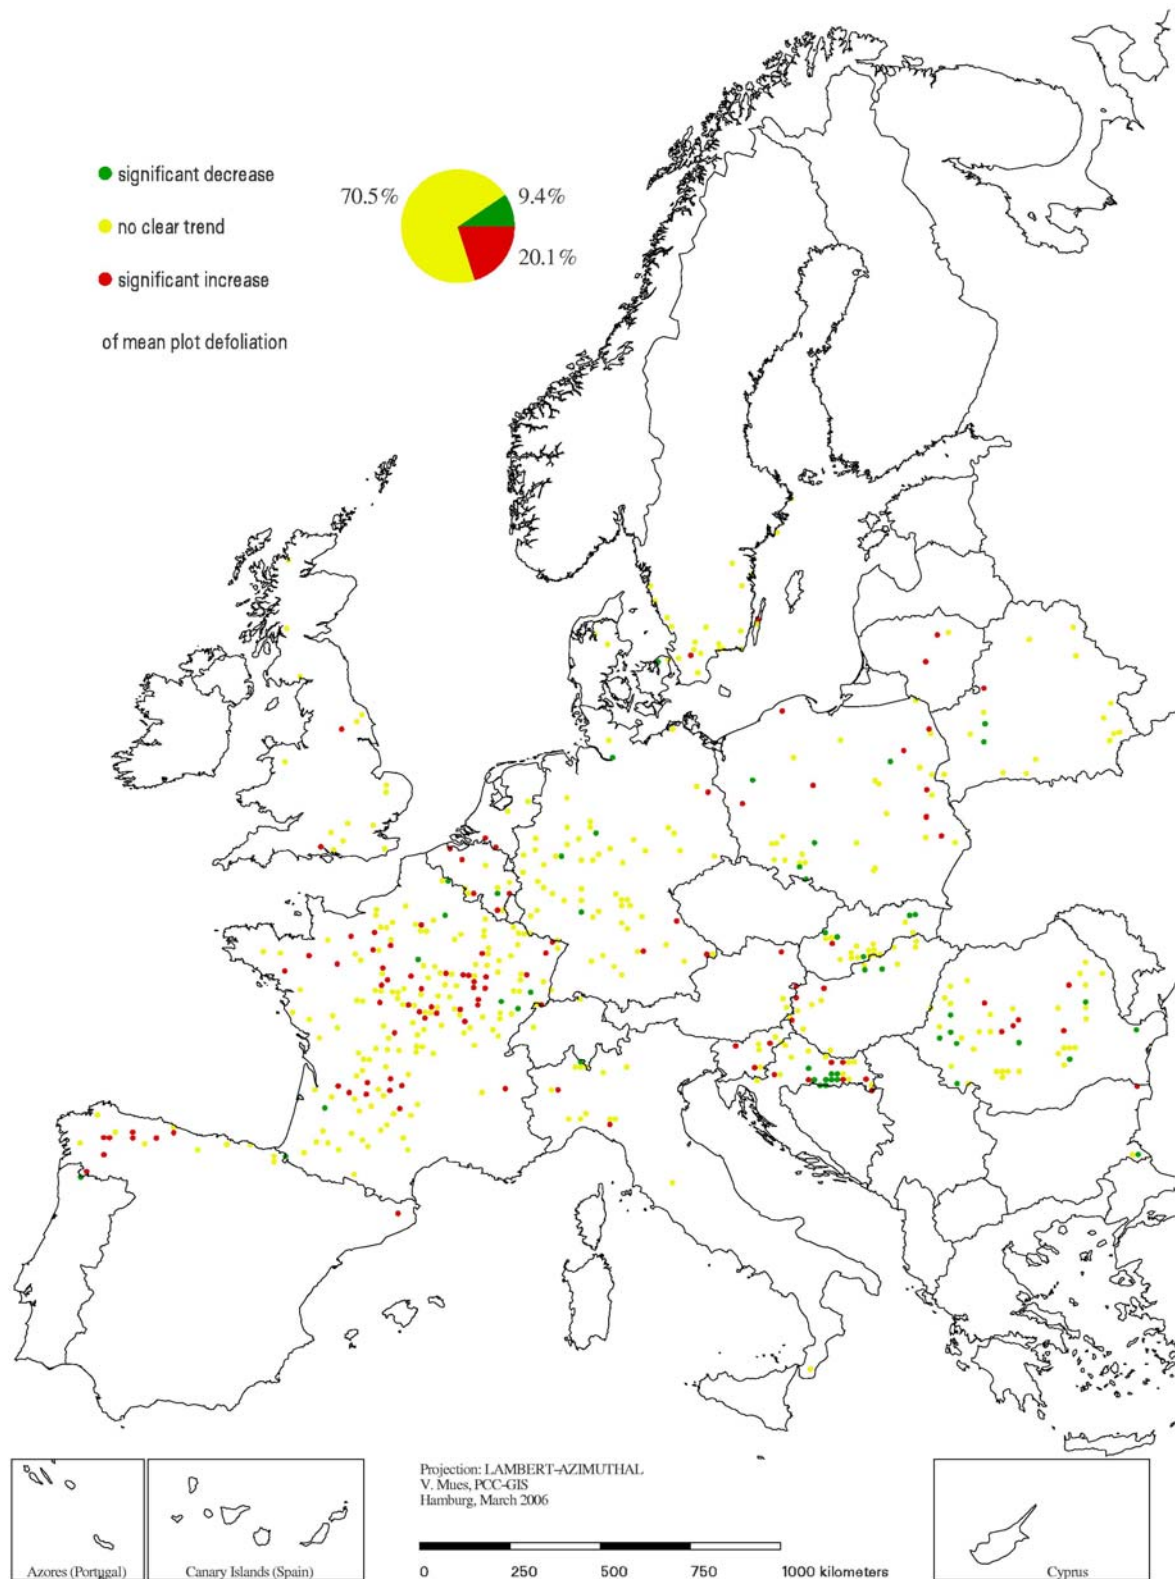 significant decrease
no clear trend
significant increase
of mean plot defoliation
70.5%
9.4%
20.1%
Projection: LAMBERT-AZIMUTHAL
V. Mues, PCC-GIS
Hamburg, March 2006
0 250 500 750 1000 kilometers
Azores (Portugal)
Canary Islands (Spain)
Cyprus